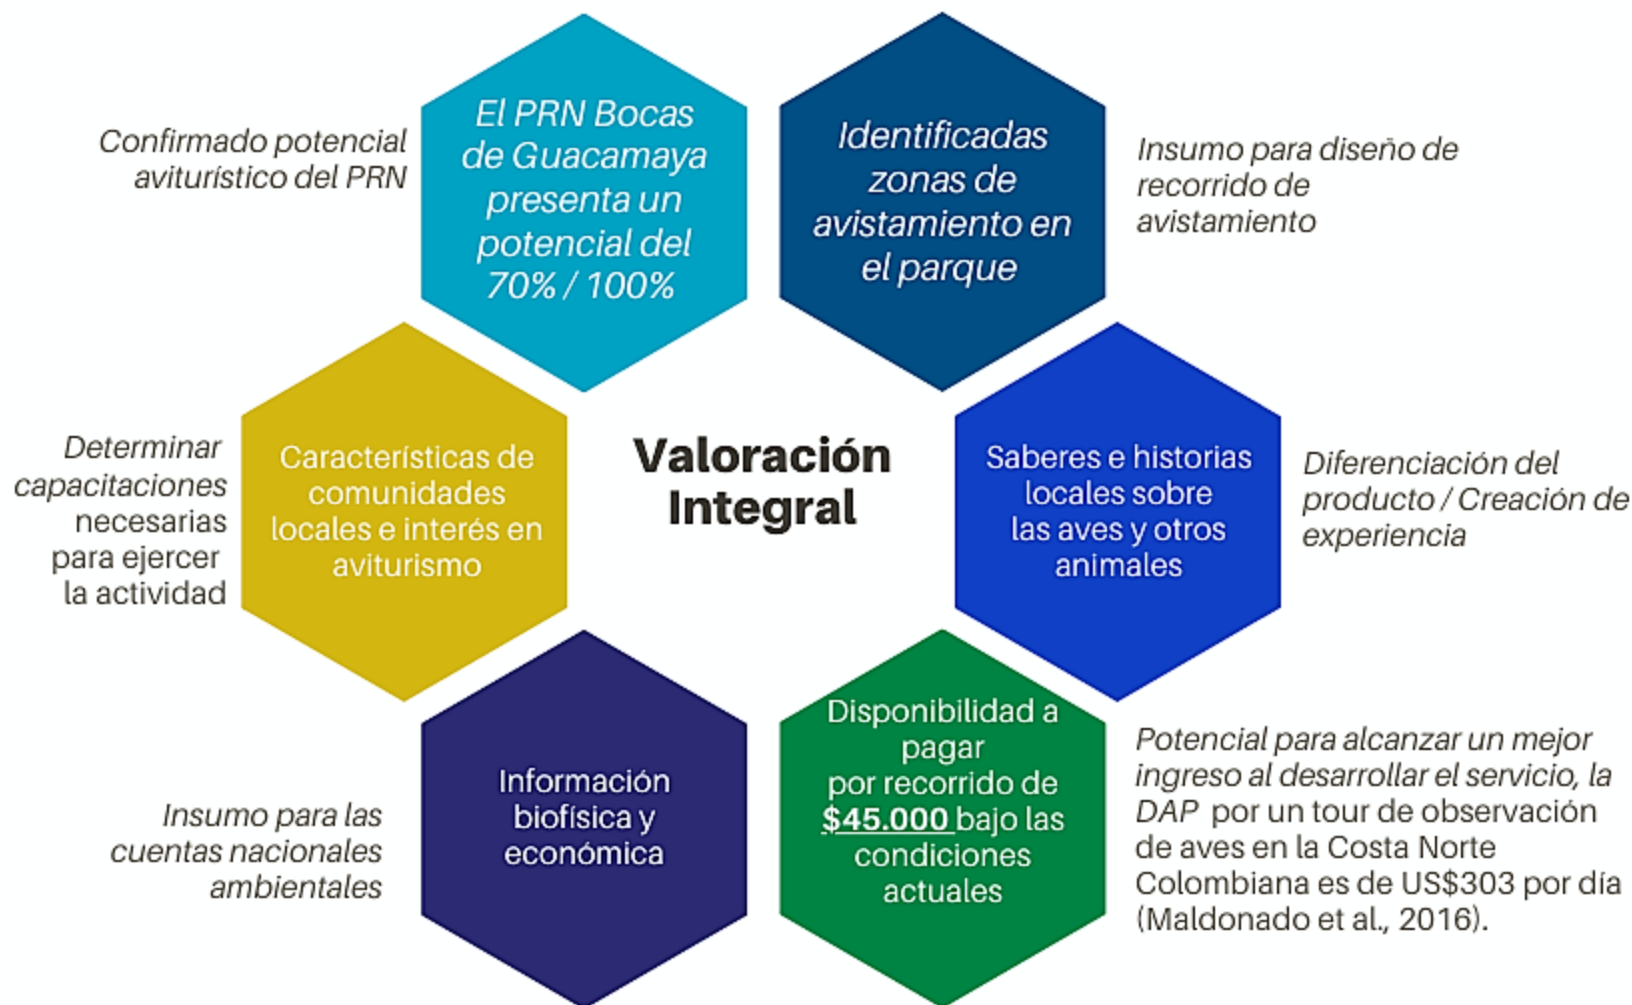 Confirmado potencial
aviturístico del PRN
El PRN Bocas
de Guacamaya
presenta un
potencial del
70% / 100%
Identificadas
zonas de
avistamiento en
el parque
Insumo para diseño de
recorrido de
avistamiento
Determinar
capacitaciones
necesarias
para ejercer
la actividad
Características de
comunidades
locales e interés en
aviturismo
Valoración
Integral
Saberes e historias
locales sobre
las aves y otros
animales
Diferenciación del
producto / Creación de
experiencia
Insumo para las
cuentas nacionales
ambientales
Información
biofísica y
económica
Disponibilidad a
pagar
por recorrido de
$45.000 bajo las
condiciones
actuales
Potencial para alcanzar un mejor
ingreso al desarrollar el servicio, la
DAP por un tour de observación
de aves en la Costa Norte
Colombiana es de US$303 por día
(Maldonado et al., 2016).